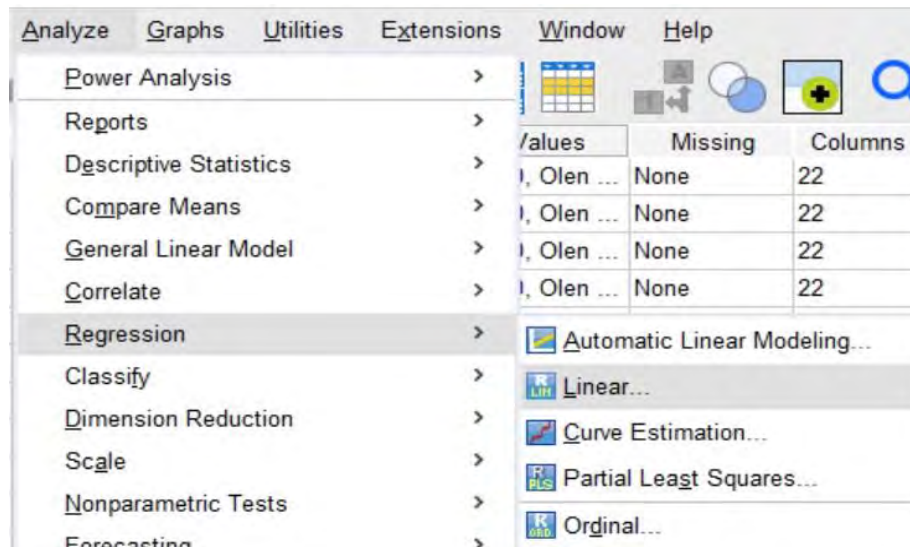 Analyze Graphs Utilities Extensions Window Help
Power Analysis
Reports
Values Missing Columns
Descriptive Statistics
, Olen ... None 22
Compare Means
, Olen ... None 22
General Linear Model
, Olen ... None 22
Correlate
, Olen ... None 22
Regression
Automatic Linear Modeling...
Classify
Linear...
Dimension Reduction
Curve Estimation...
Scale
Partial Least Squares...
Nonparametric Tests
Ordinal...
Forecasting